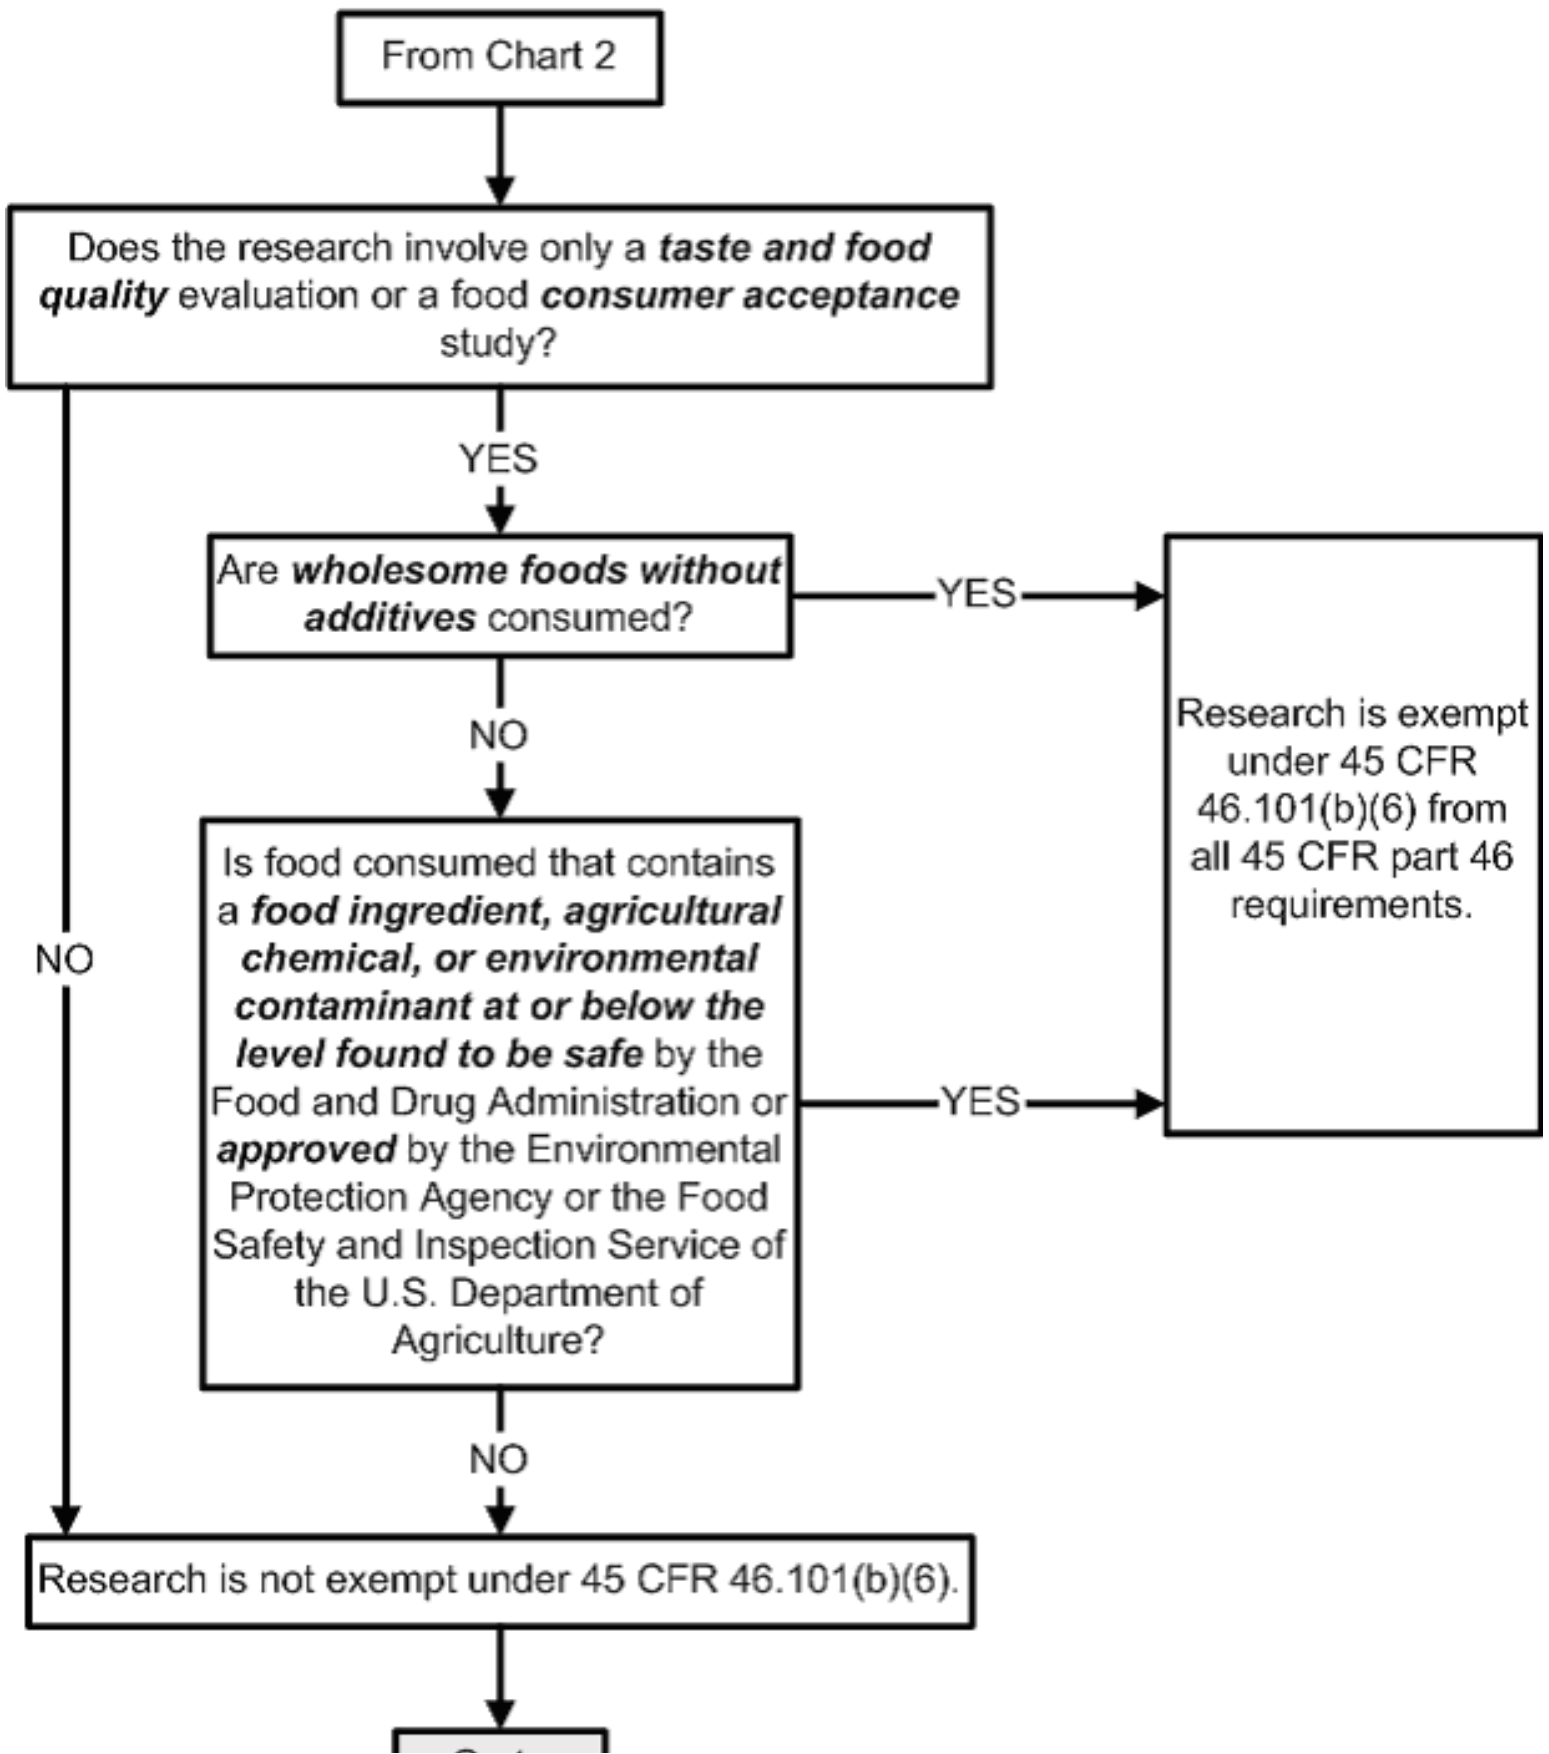 From Chart 2
Does the research involve only a taste and food
quality evaluation or a food consumer acceptance
study?
YES
Are wholesome foods without
additives consumed?
YES
NO
Research is exempt
under 45 CFR
46.101(b)(6) from
all 45 CFR part 46
requirements.
Is food consumed that contains
a food ingredient, agricultural
chemical, or environmental
contaminant at or below the
level found to be safe by the
Food and Drug Administration or
approved by the Environmental
Protection Agency or the Food
Safety and Inspection Service of
the U.S. Department of
Agriculture?
NO
YES
NO
Research is not exempt under 45 CFR 46.101(b)(6).